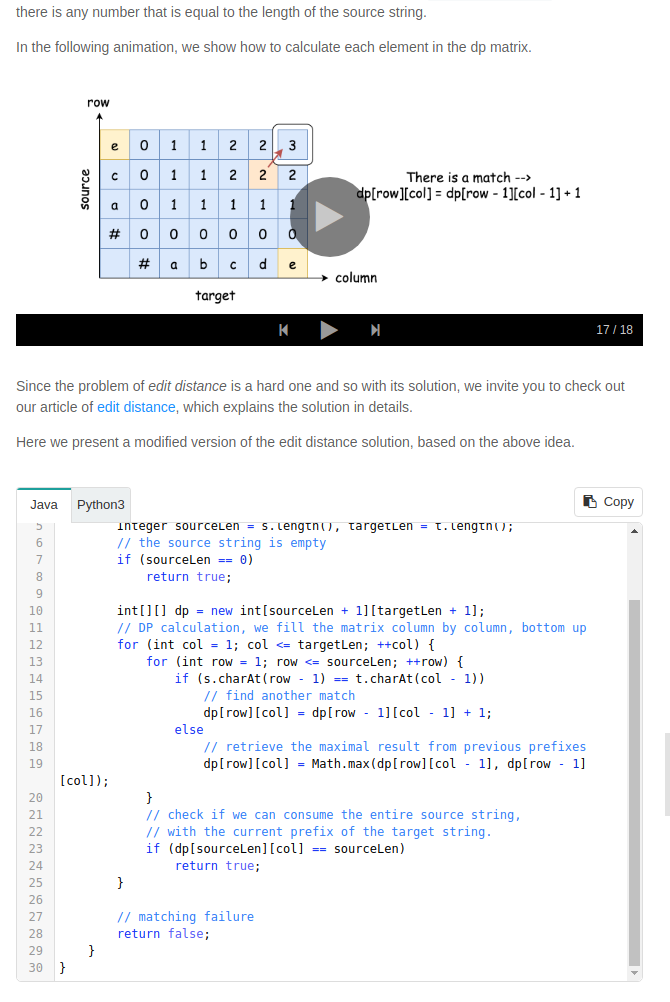 there is any number that is equal to the length of the source string.
In the following animation, we show how to calculate each element in the dp matrix.
row
e 0 1 1 2 2 3
c 0 1 1 2 2 2
There is a match -->
dp[row][col] = dp[row - 1][col - 1] + 1
source
a 0 1 1 1 1 1
# 0 0 0 0 0 0
# a b c d e
column
target
17 / 18
Since the problem of edit distance is a hard one and so with its solution, we invite you to check out
our article of edit distance, which explains the solution in details.
Here we present a modified version of the edit distance solution, based on the above idea.
Java Python3 Copy
5 Integer sourceLen = s.length(), targetLen = t.length();
6 // the source string is empty
7 if (sourceLen == 0)
8 return true;
9
10 int[][] dp = new int[sourceLen + 1][targetLen + 1];
11 // DP calculation, we fill the matrix column by column, bottom up
12 for (int col = 1; col <= targetLen; ++col) {
13 for (int row = 1; row <= sourceLen; ++row) {
14 if (s.charAt(row - 1) == t.charAt(col - 1))
15 // find another match
16 dp[row][col] = dp[row - 1][col - 1] + 1;
17 else
18 // retrieve the maximal result from previous prefixes
19 dp[row][col] = Math.max(dp[row][col - 1], dp[row - 1]
[col]);
20 }
21 // check if we can consume the entire source string,
22 // with the current prefix of the target string.
23 if (dp[sourceLen][col] == sourceLen)
24 return true;
25 }
26
27 // matching failure
28 return false;
29 }
30 }